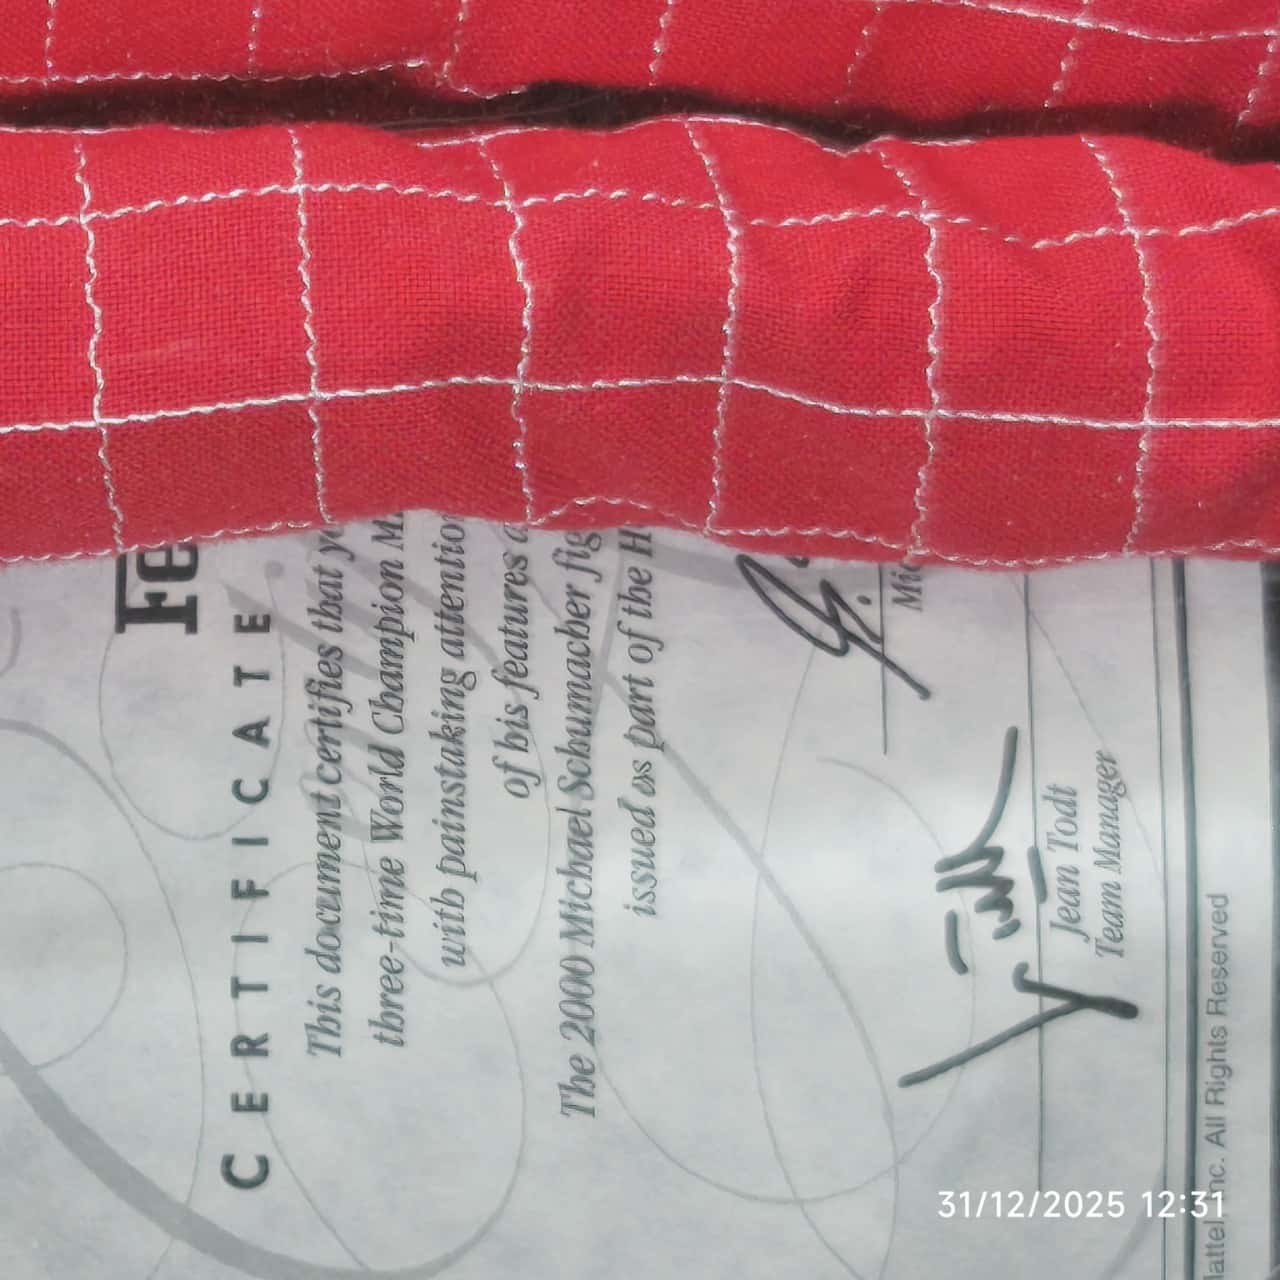 Fe
CERTIFICATE
This document certifies that
three-time World Champion M
with painstaking attentio
of his features
The 2000 Michael Schumacher fig
issued as part of the H
Mic
Jean Todt
Team Manager
attel Inc. All Rights Reserved
31/12/2025 12:31